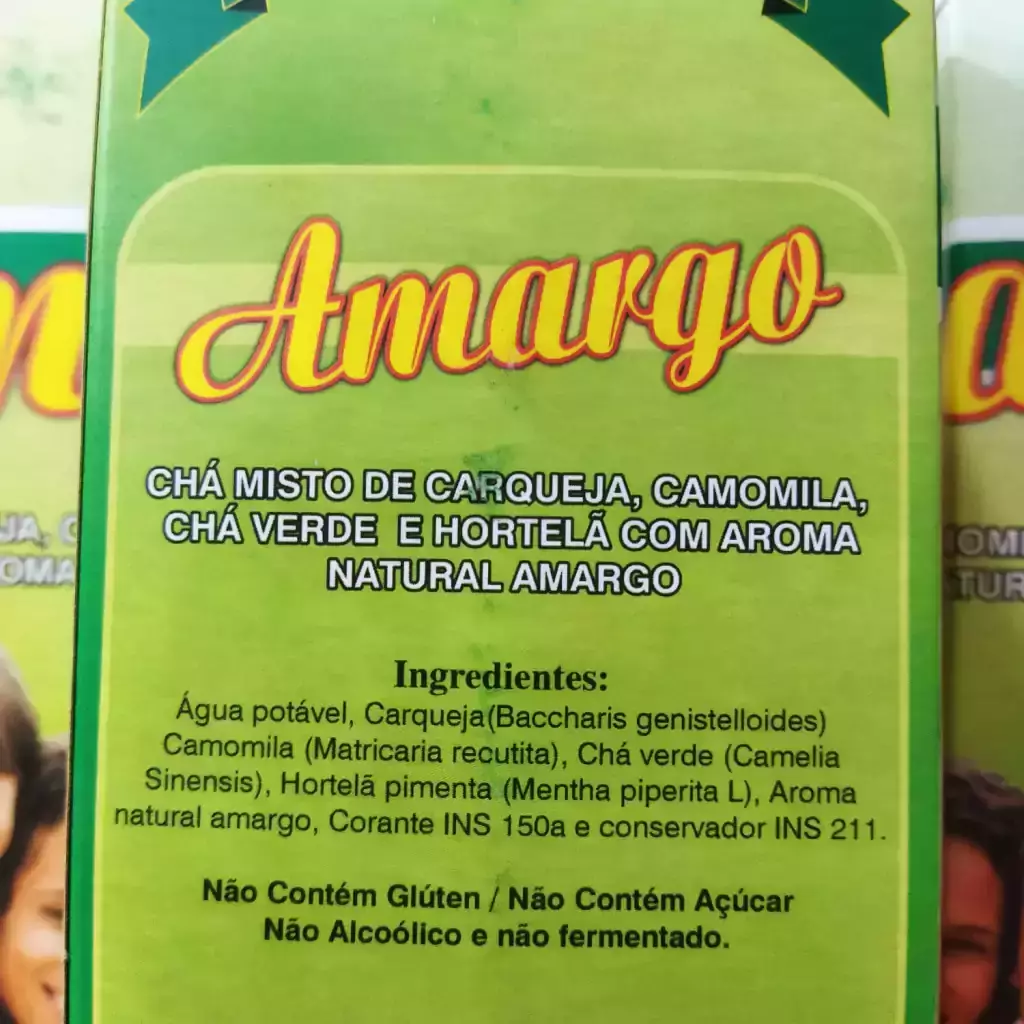 Amargo
CHÁ MISTO DE CARQUEJA, CAMOMILA,
CHÁ VERDE E HORTELÃ COM AROMA
NATURAL AMARGO
Ingredientes:
Água potável, Carqueja(Baccharis genistelloides)
Camomila (Matricaria recutita), Chá verde (Camelia
Sinensis), Hortelã pimenta (Mentha piperita L), Aroma
natural amargo, Corante INS 150a e conservador INS 211.
Não Contém Glúten / Não Contém Açúcar
Não Alcoólico e não fermentado.